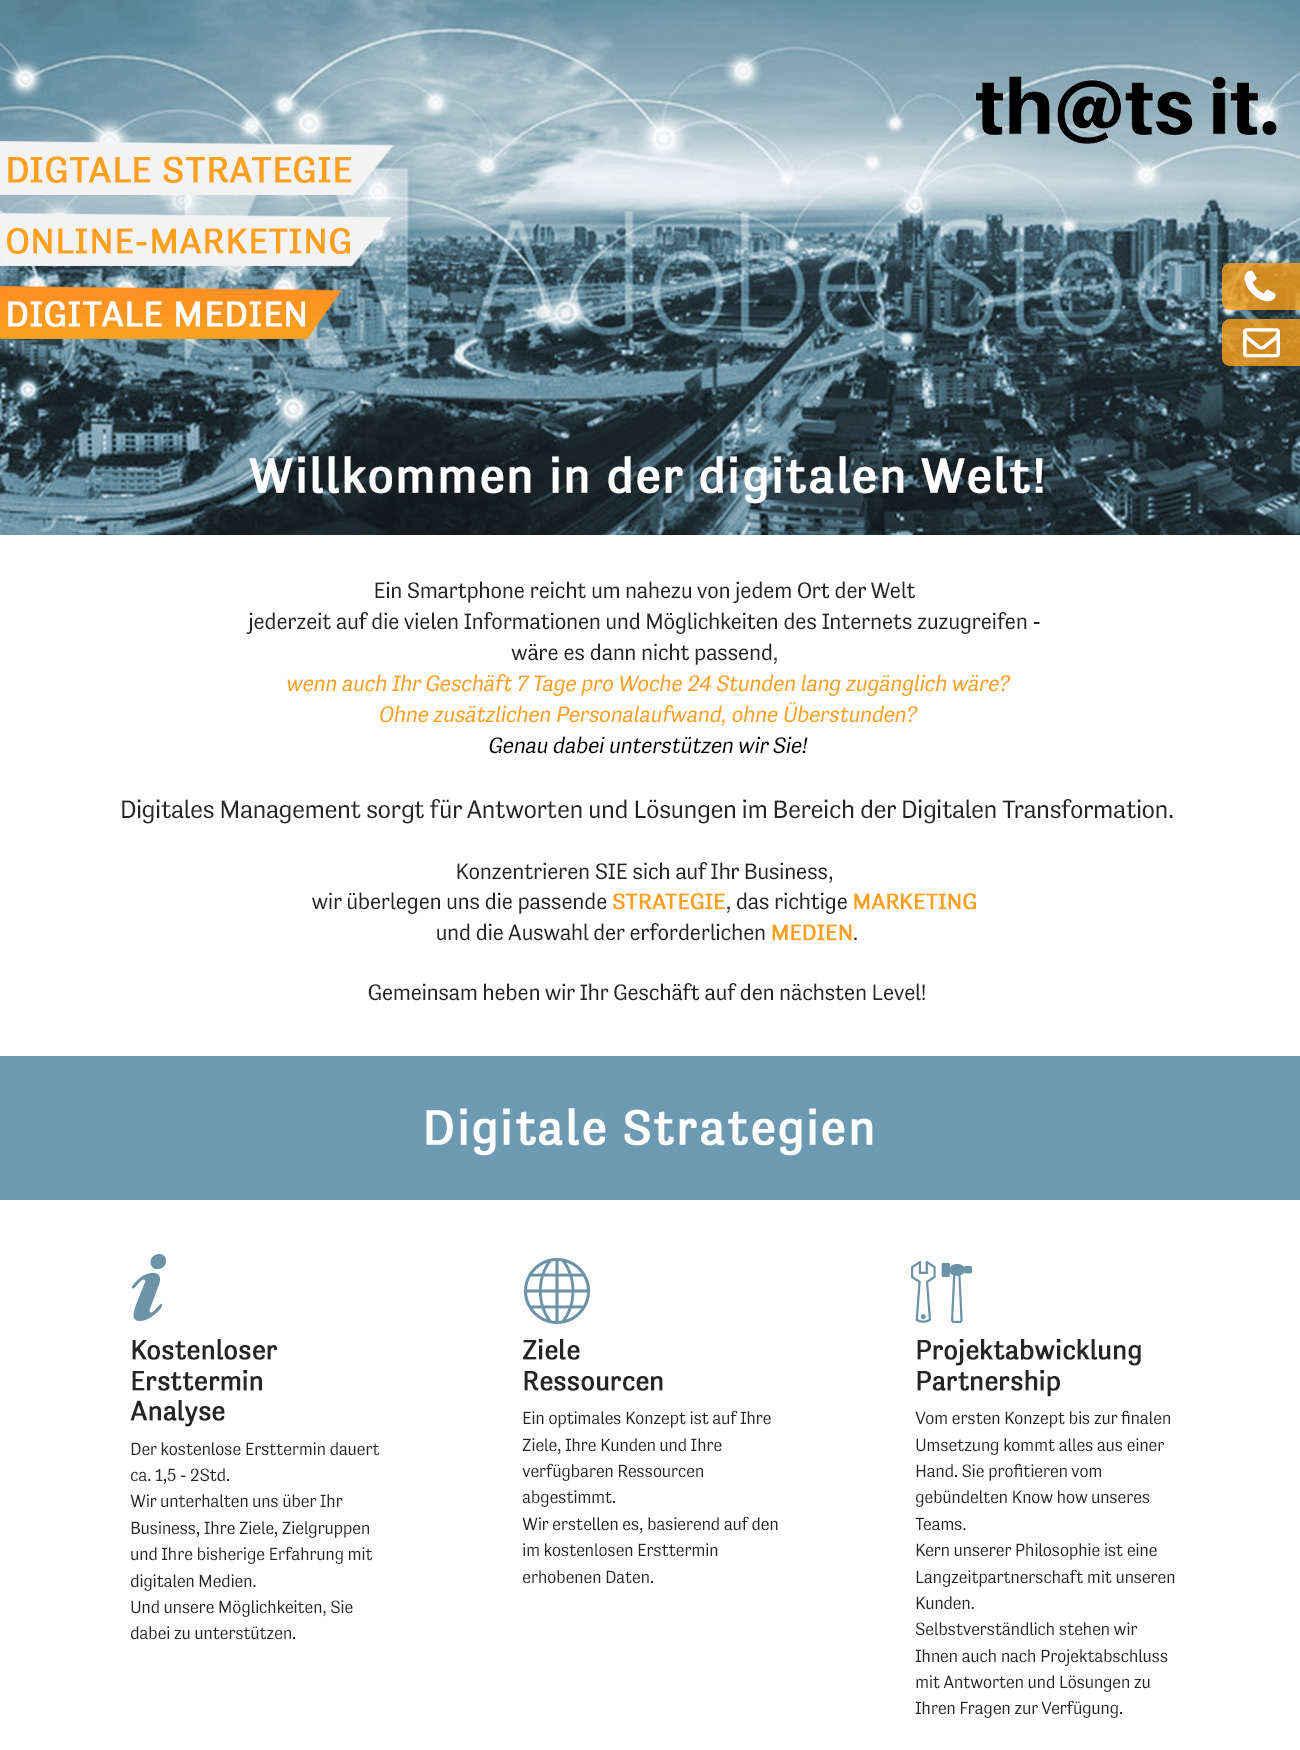 th@ts it.
DIGTALE STRATEGIE
ONLINE-MARKETING
DIGITALE MEDIEN
Adobe Stock
Willkommen in der digitalen Welt!
Ein Smartphone reicht um nahezu von jedem Ort der Welt
jederzeit auf die vielen Informationen und Möglichkeiten des Internets zuzugreifen -
wäre es dann nicht passend,
wenn auch Ihr Geschäft 7 Tage pro Woche 24 Stunden lang zugänglich wäre?
Ohne zusätzlichen Personalaufwand, ohne Überstunden?
Genau dabei unterstützen wir Sie!
Digitales Management sorgt für Antworten und Lösungen im Bereich der Digitalen Transformation.
Konzentrieren SIE sich auf Ihr Business,
wir überlegen uns die passende STRATEGIE, das richtige MARKETING
und die Auswahl der erforderlichen MEDIEN.
Gemeinsam heben wir Ihr Geschäft auf den nächsten Level!
Digitale Strategien
Kostenloser
Ersttermin
Analyse
Der kostenlose Ersttermin dauert
ca. 1,5 - 2Std.
Wir unterhalten uns über Ihr
Business, Ihre Ziele, Zielgruppen
und Ihre bisherige Erfahrung mit
digitalen Medien.
Und unsere Möglichkeiten, Sie
dabei zu unterstützen.
Ziele
Ressourcen
Ein optimales Konzept ist auf Ihre
Ziele, Ihre Kunden und Ihre
verfügbaren Ressourcen
abgestimmt.
Wir erstellen es, basierend auf den
im kostenlosen Ersttermin
erhobenen Daten.
Projektabwicklung
Partnership
Vom ersten Konzept bis zur finalen
Umsetzung kommt alles aus einer
Hand. Sie profitieren vom
gebündelten Know how unseres
Teams.
Kern unserer Philosophie ist eine
Langzeitpartnerschaft mit unseren
Kunden.
Selbstverständlich stehen wir
Ihnen auch nach Projektabschluss
mit Antworten und Lösungen zu
Ihren Fragen zur Verfügung.